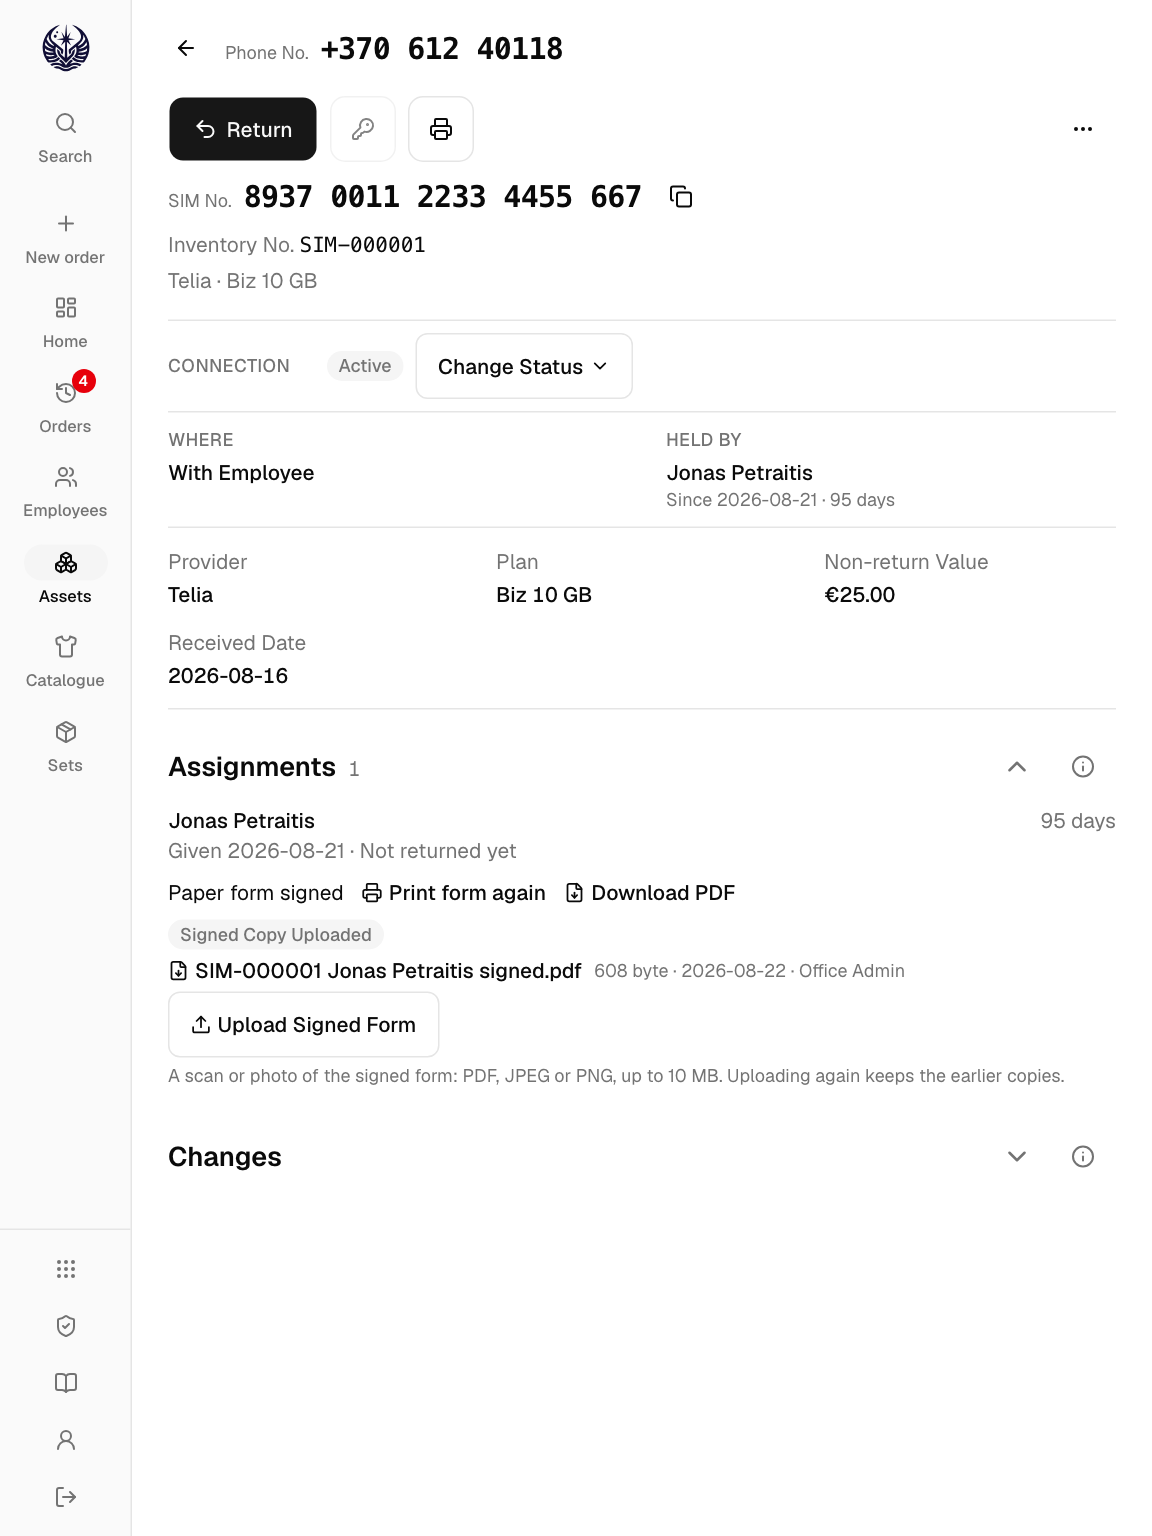 Phone No. +370 612 40118
Return
SIM No. 8937 0011 2233 4455 667
Inventory No. SIM-000001
Telia · Biz 10 GB
CONNECTION Active Change Status
WHERE
With Employee
HELD BY
Jonas Petraitis
Since 2026-08-21 · 95 days
Provider
Telia
Plan
Biz 10 GB
Non-return Value
€25.00
Received Date
2026-08-16
Assignments 1
Jonas Petraitis 95 days
Given 2026-08-21 · Not returned yet
Paper form signed Print form again Download PDF
Signed Copy Uploaded
SIM-000001 Jonas Petraitis signed.pdf 608 byte · 2026-08-22 · Office Admin
Upload Signed Form
A scan or photo of the signed form: PDF, JPEG or PNG, up to 10 MB. Uploading again keeps the earlier copies.
Changes
Search
New order
Home
4
Orders
Employees
Assets
Catalogue
Sets